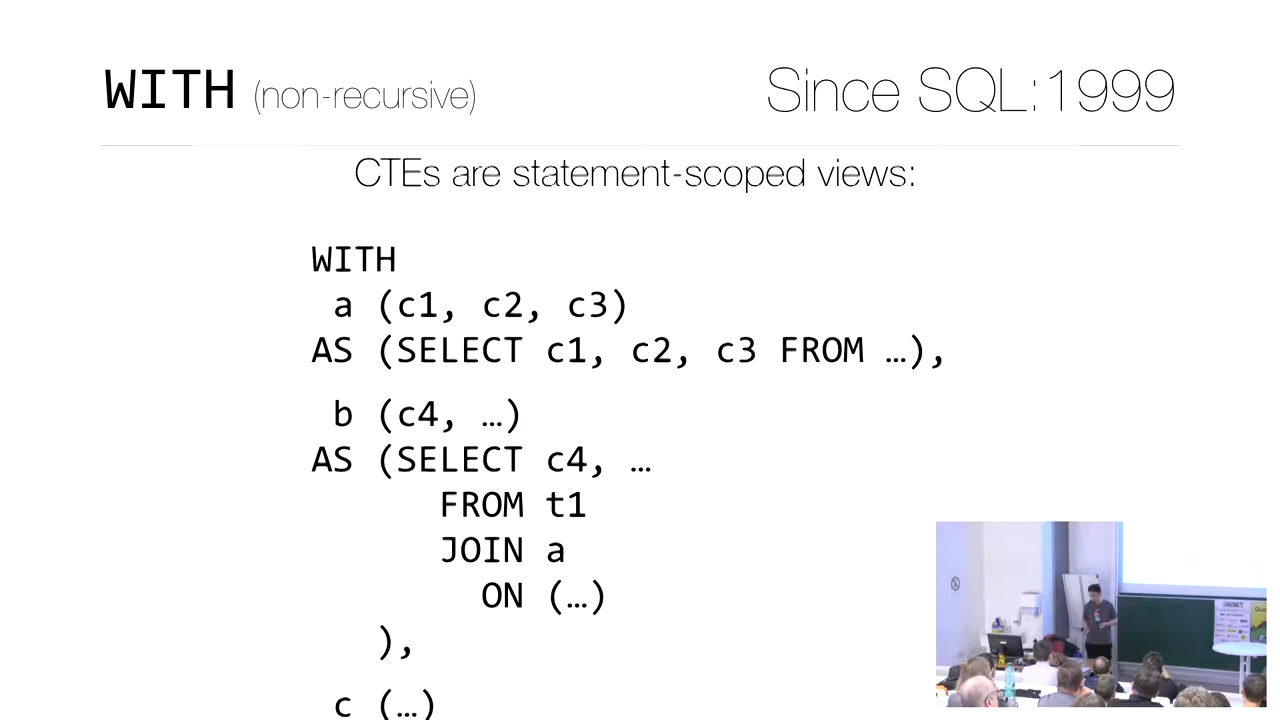 WITH (non-recursive) Since SQL:1999
CTEs are statement-scoped views:
WITH
a (c1, c2, c3)
AS (SELECT c1, c2, c3 FROM …),
b (c4, …)
AS (SELECT c4, …
FROM t1
JOIN a
ON (…)
),
c (…)